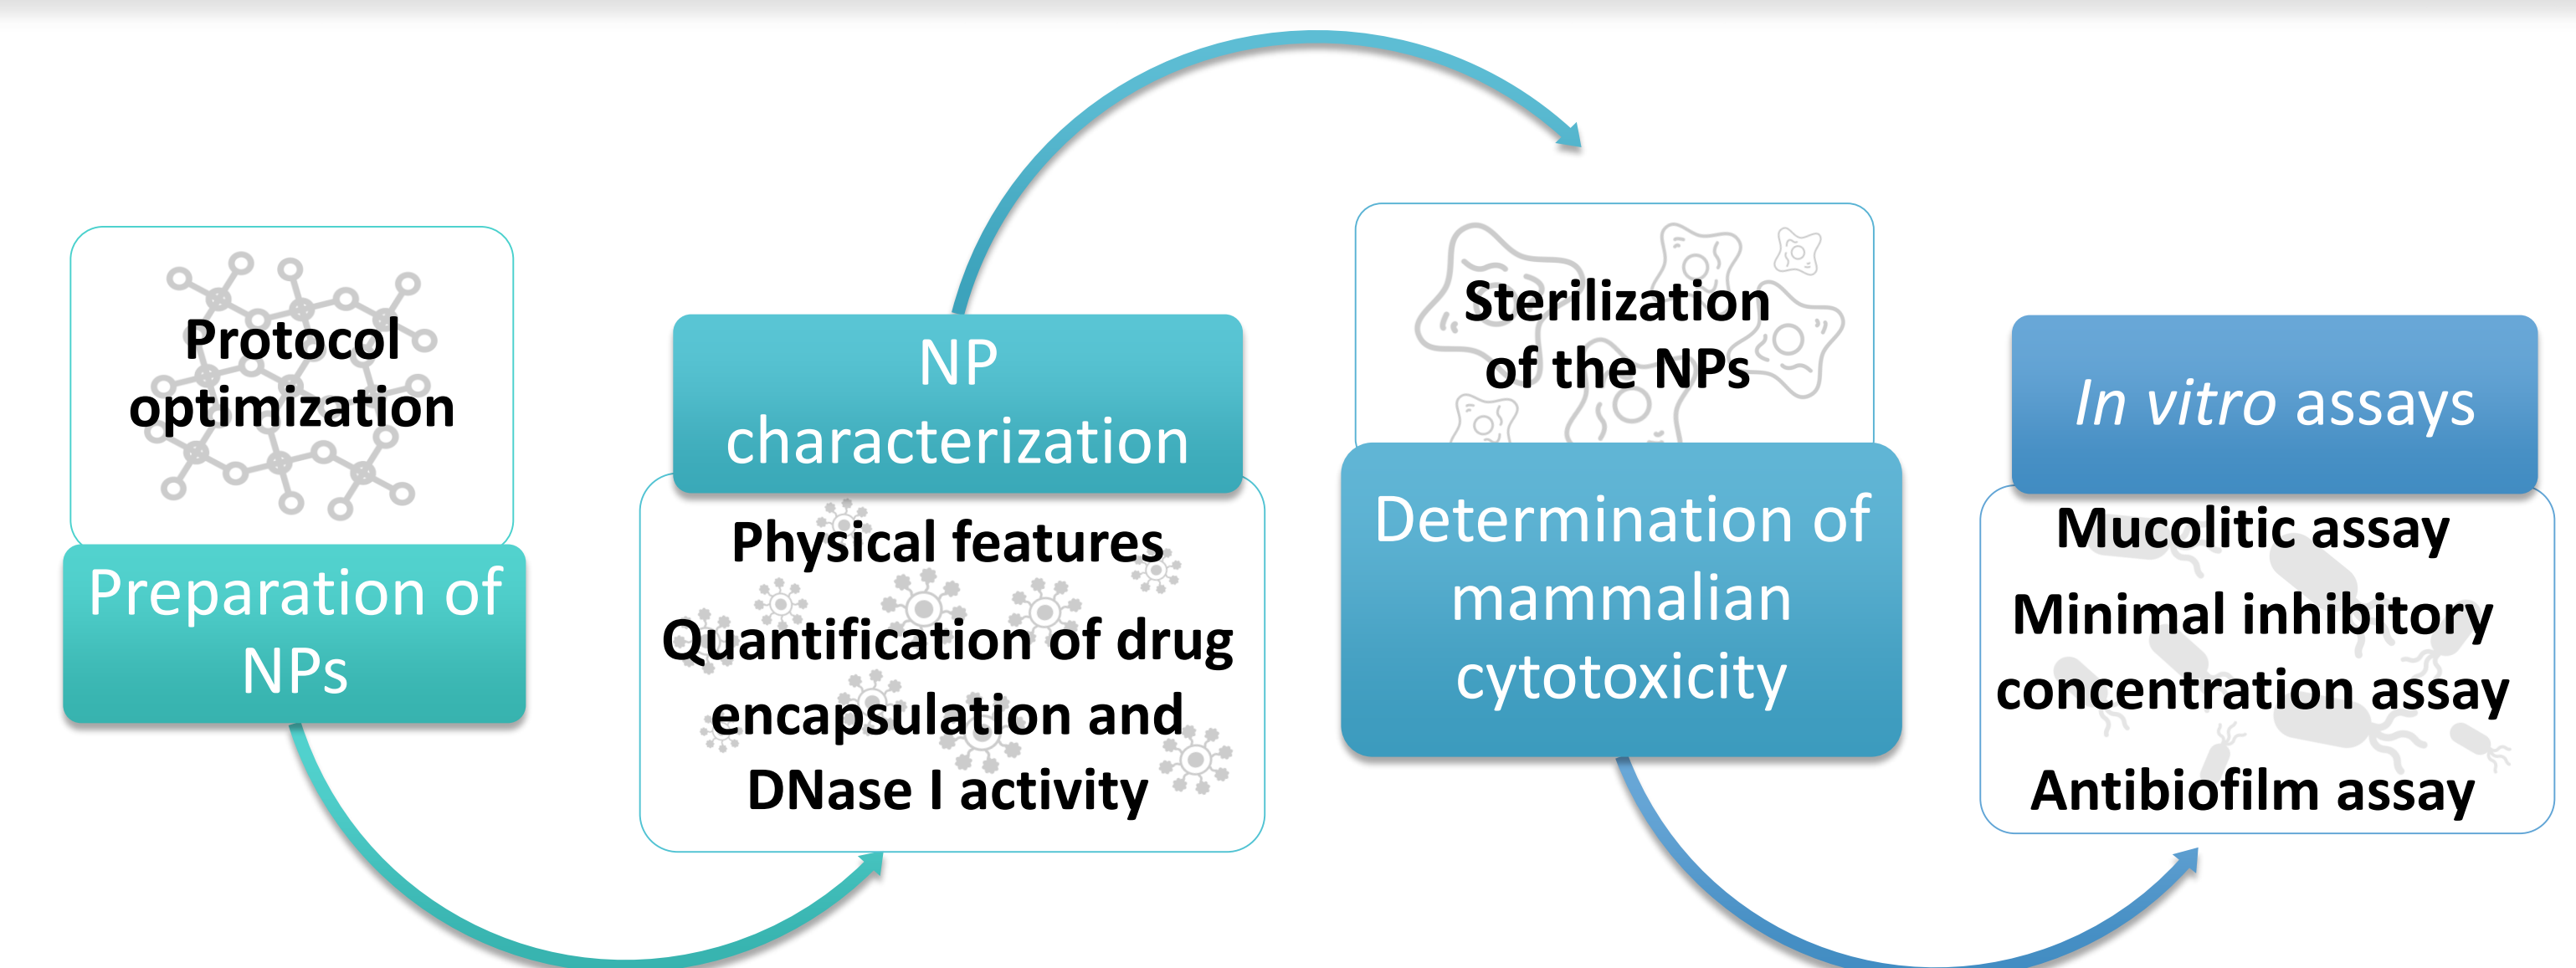 Protocol
optimization
Preparation of
NPs
NP
characterization
Physical features
Quantification of drug
encapsulation and
DNase I activity
Sterilization
of the NPs
Determination of
mammalian
cytotoxicity
In vitro assays
Mucolitic assay
Minimal inhibitory
concentration assay
Antibiofilm assay